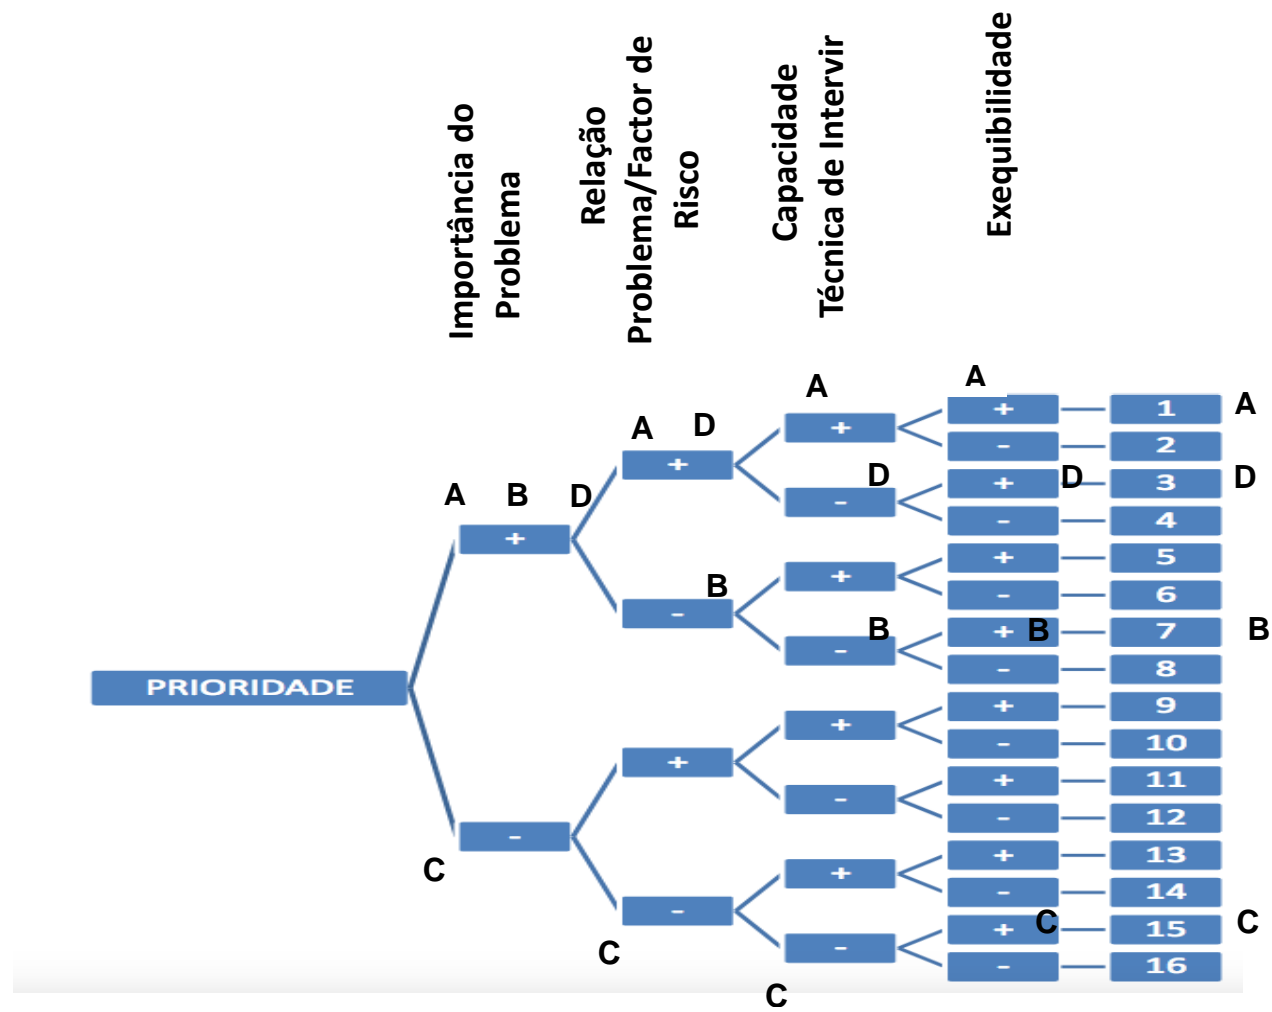 Importância do
Problema
Relação
Problema/Factor de
Risco
Capacidade
Técnica de Intervir
Exequibilidade
A
A
+ 1 A
A D
+
- 2
+
D
+ D 3 D
A B D
-
- 4
+
+ 5
+
B
- 6
-
B
+ B 7 B
-
- 8
PRIORIDADE
+ 9
+
- 10
+
+ 11
-
- 12
-
+ 13
C
+
- 14
-
+ C 15 C
C
-
- 16
C